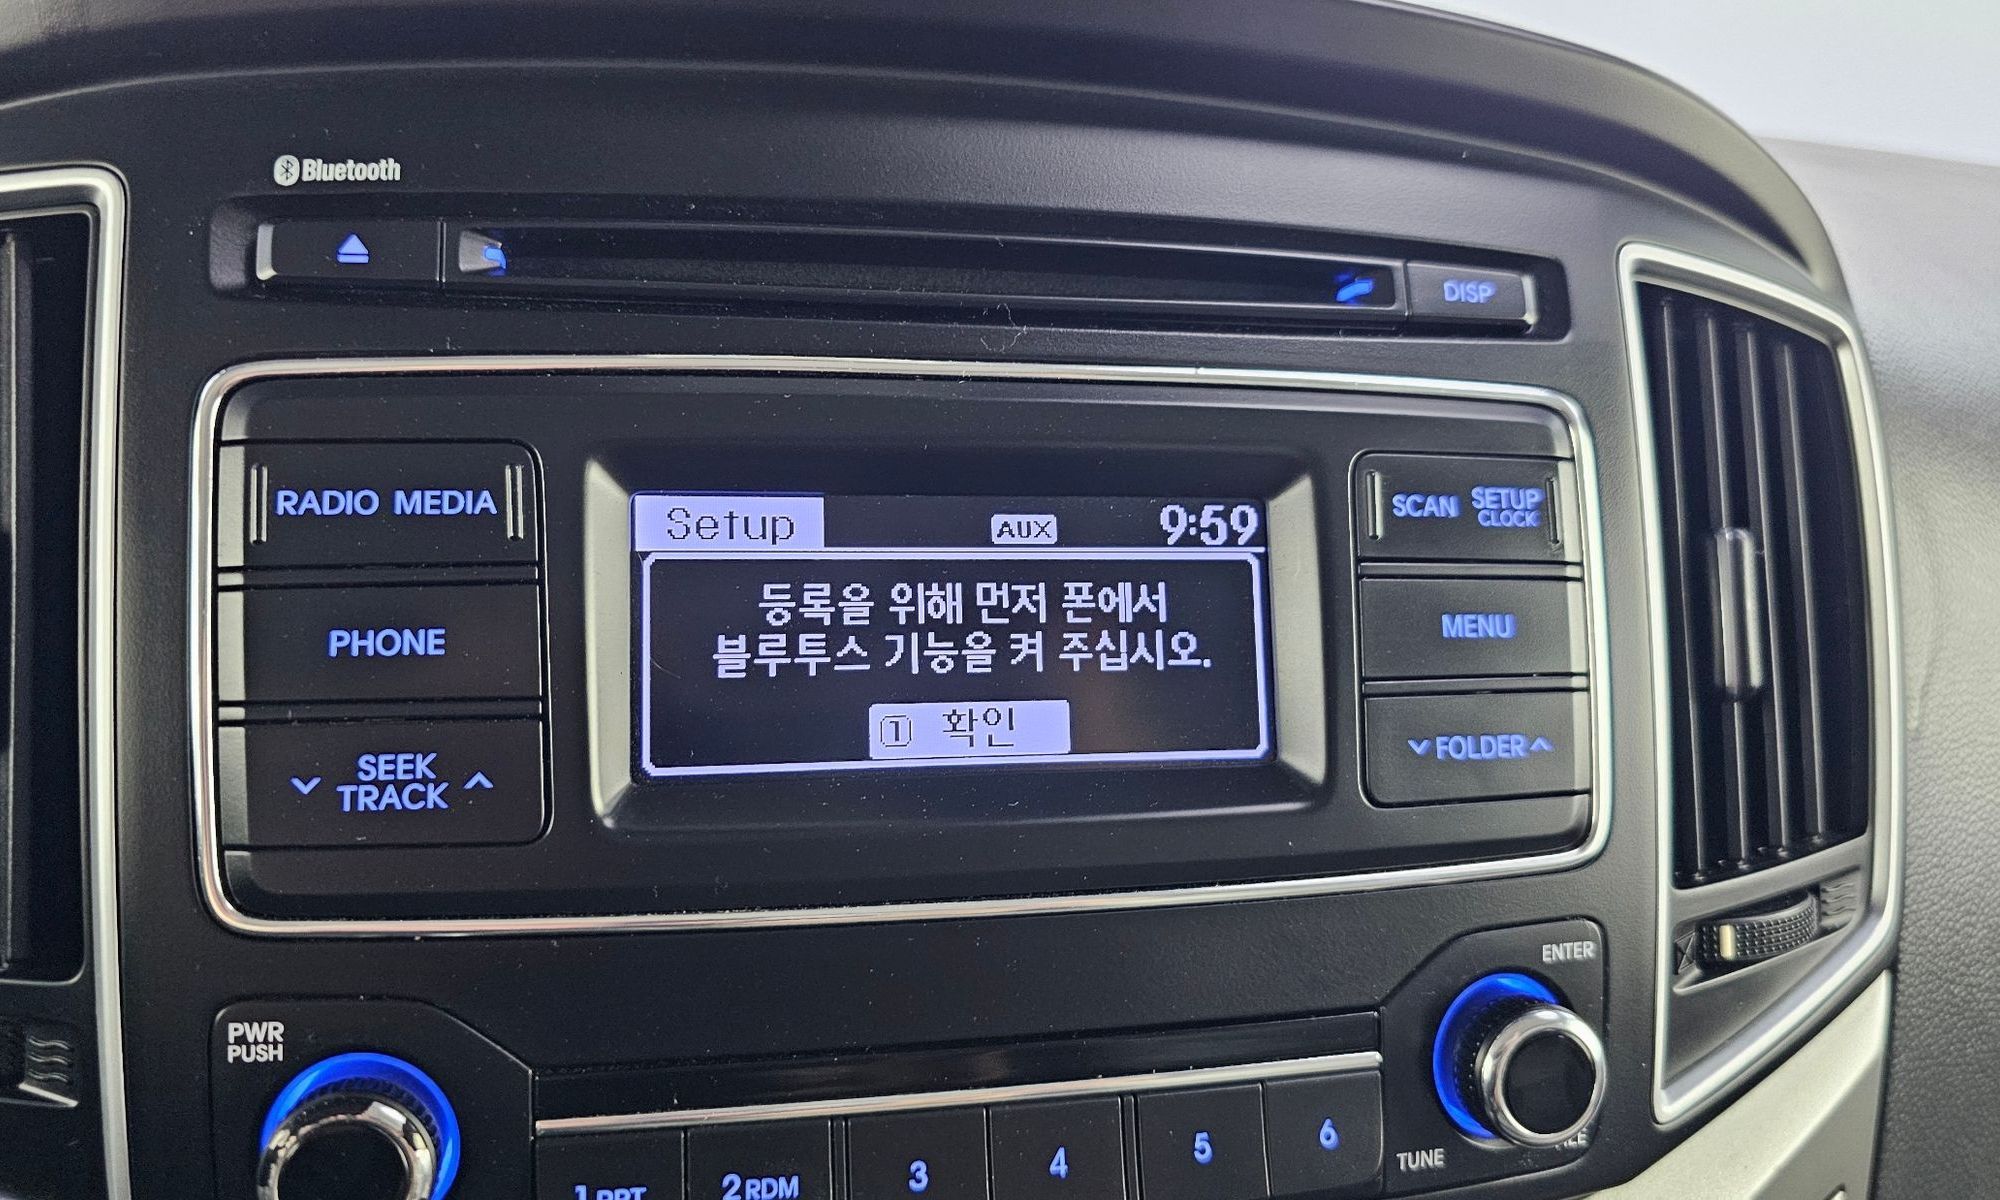 Bluetooth
DISP
RADIO MEDIA
SCAN SETUP
CLOCK
Setup AUX 9:59
등록을 위해 먼저 폰에서
블루투스 기능을 켜 주십시오.
① 확인
PHONE
MENU
SEEK
TRACK
FOLDER
ENTER
PWR
PUSH
TUNE
1 RPT 2 RDM 3 4 5 6